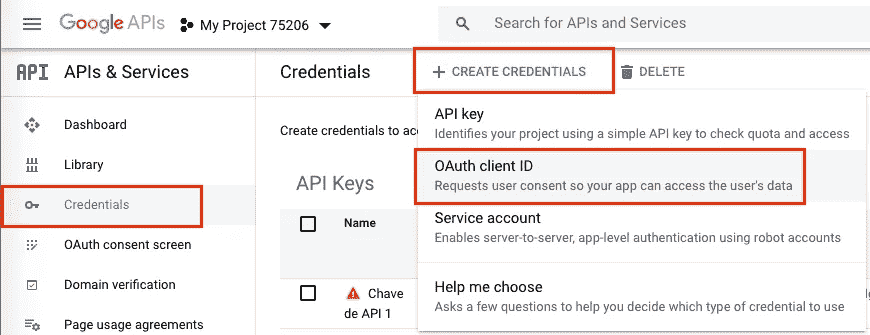 Google APIs
My Project 75206
Search for APIs and Services
API
APIs & Services
Credentials
+ CREATE CREDENTIALS
DELETE
Dashboard
Library
Credentials
OAuth consent screen
Domain verification
Page usage agreements
Create credentials to acc
API Keys
Name
Chave
de API 1
API key
Identifies your project using a simple API key to check quota and access
OAuth client ID
Requests user consent so your app can access the user's data
Service account
Enables server-to-server, app-level authentication using robot accounts
Help me choose
Asks a few questions to help you decide which type of credential to use